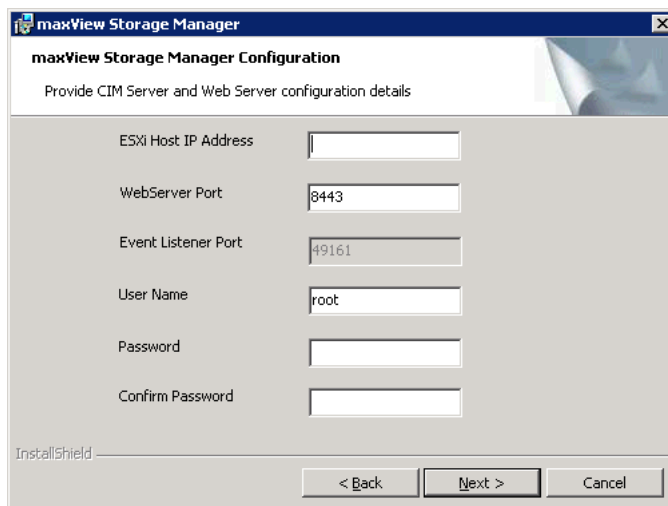 maxView Storage Manager
maxView Storage Manager Configuration
Provide CIM Server and Web Server configuration details
ESXi Host IP Address
WebServer Port
8443
Event Listener Port
49161
User Name
root
Password
Confirm Password
InstallShield
< Back
Next >
Cancel